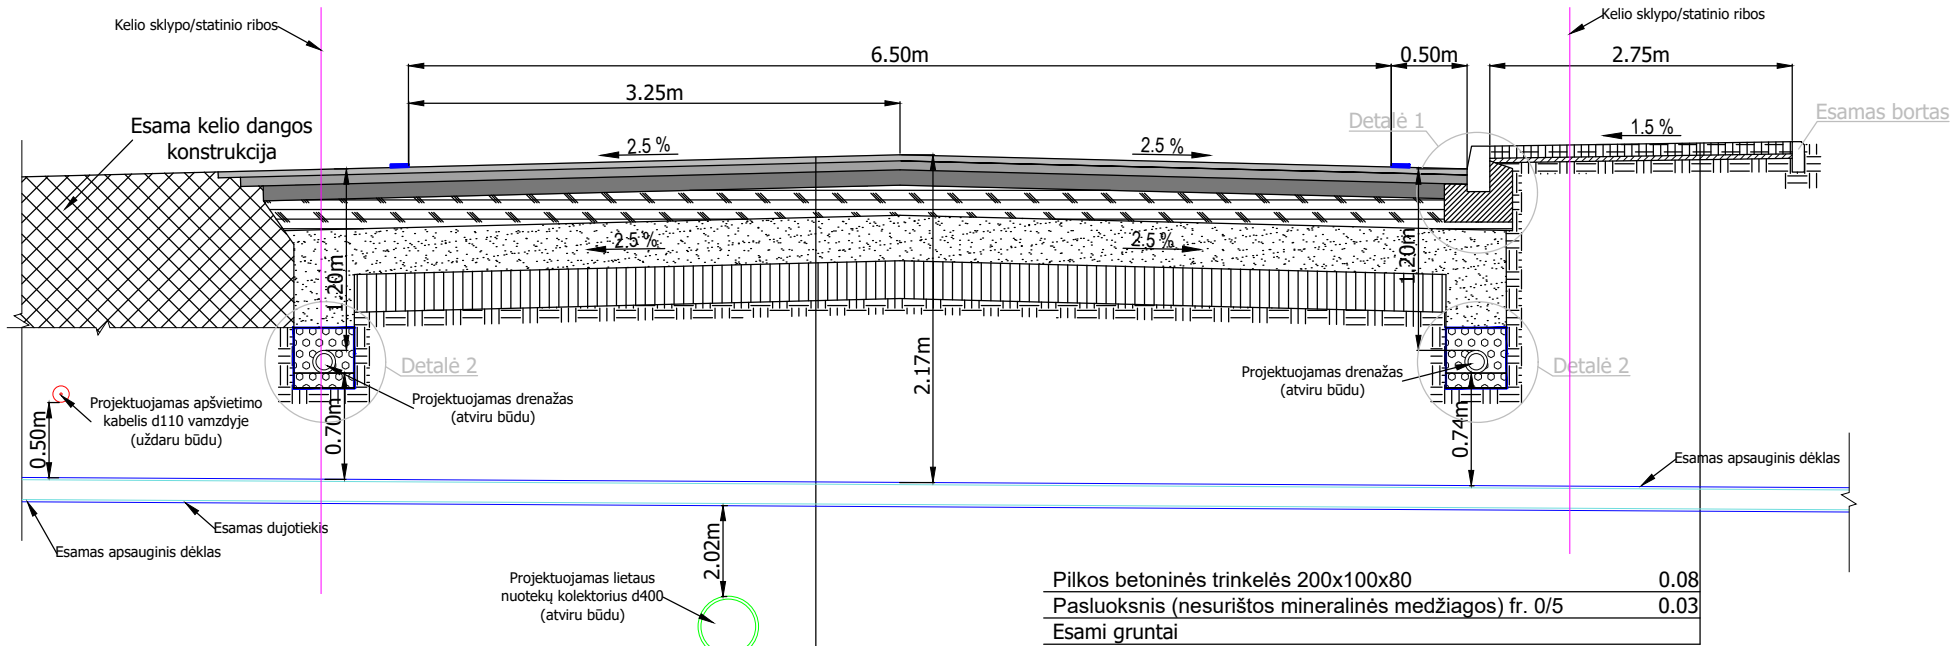 Kelio sklypo/statinio ribos
Kelio sklypo/statinio ribos
6.50m
0.50m
2.75m
3.25m
Esama kelio dangos
konstrukcija
2.5 %
2.5 %
Detalė 1
1.5 %
Esamas bortas
2.5 %
2.5 %
1.20m
1.20m
2.17m
Detalė 2
Detalė 2
Projektuojamas drenažas
(atviru būdu)
Projektuojamas drenažas
(atviru būdu)
Projektuojamas apšvietimo
kabelis d110 vamzdyje
(uždaru būdu)
0.50m
0.70m
0.74m
Esamas apsauginis dėklas
Esamas dujotiekis
Esamas apsauginis dėklas
2.02m
Projektuojamas lietaus
nuotekų kolektorius d400
(atviru būdu)
Pilkos betoninės trinkelės 200x100x80 0.08
Pasluoksnis (nesurištos mineralinės medžiagos) fr. 0/5 0.03
Esami gruntai